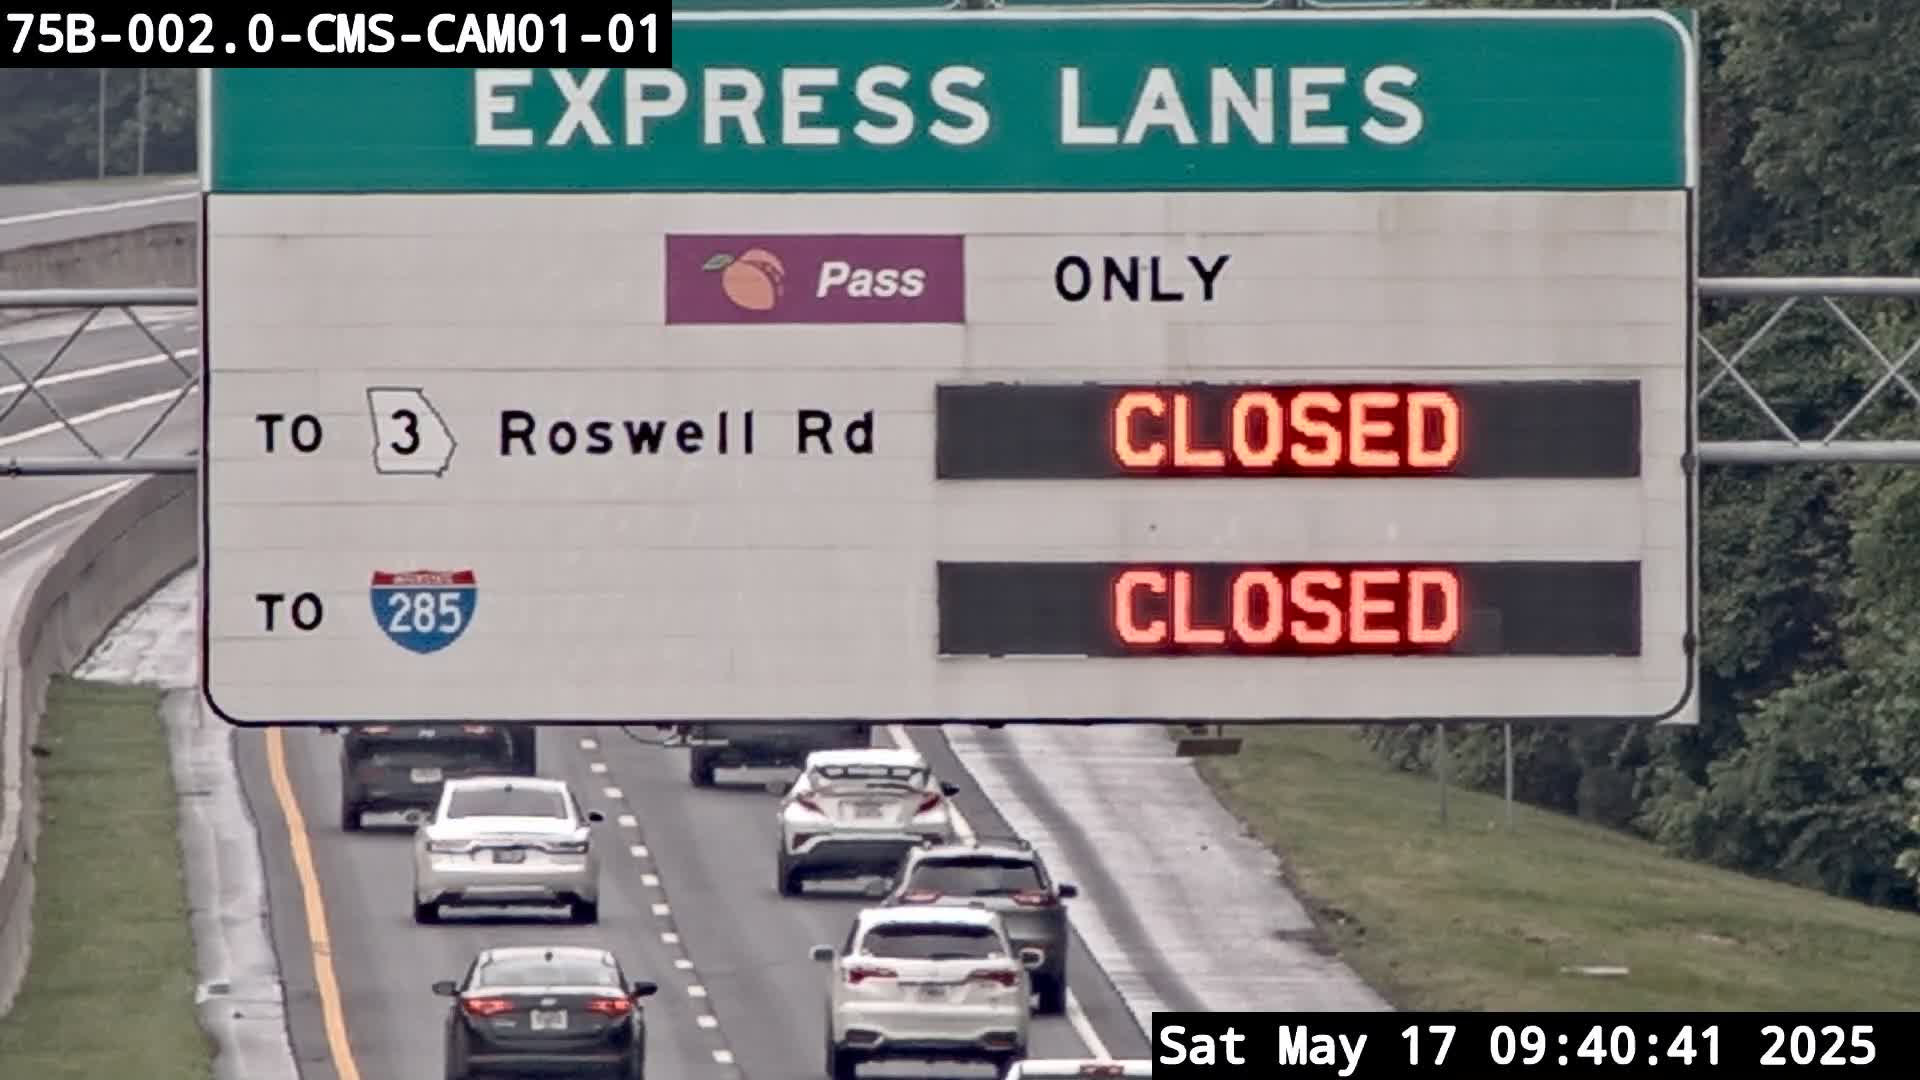 75B-002.0-CMS-CAM01-01
EXPRESS LANES
Pass ONLY
TO 3 Roswell Rd CLOSED
TO 285 CLOSED
Sat May 17 09:40:41 2025